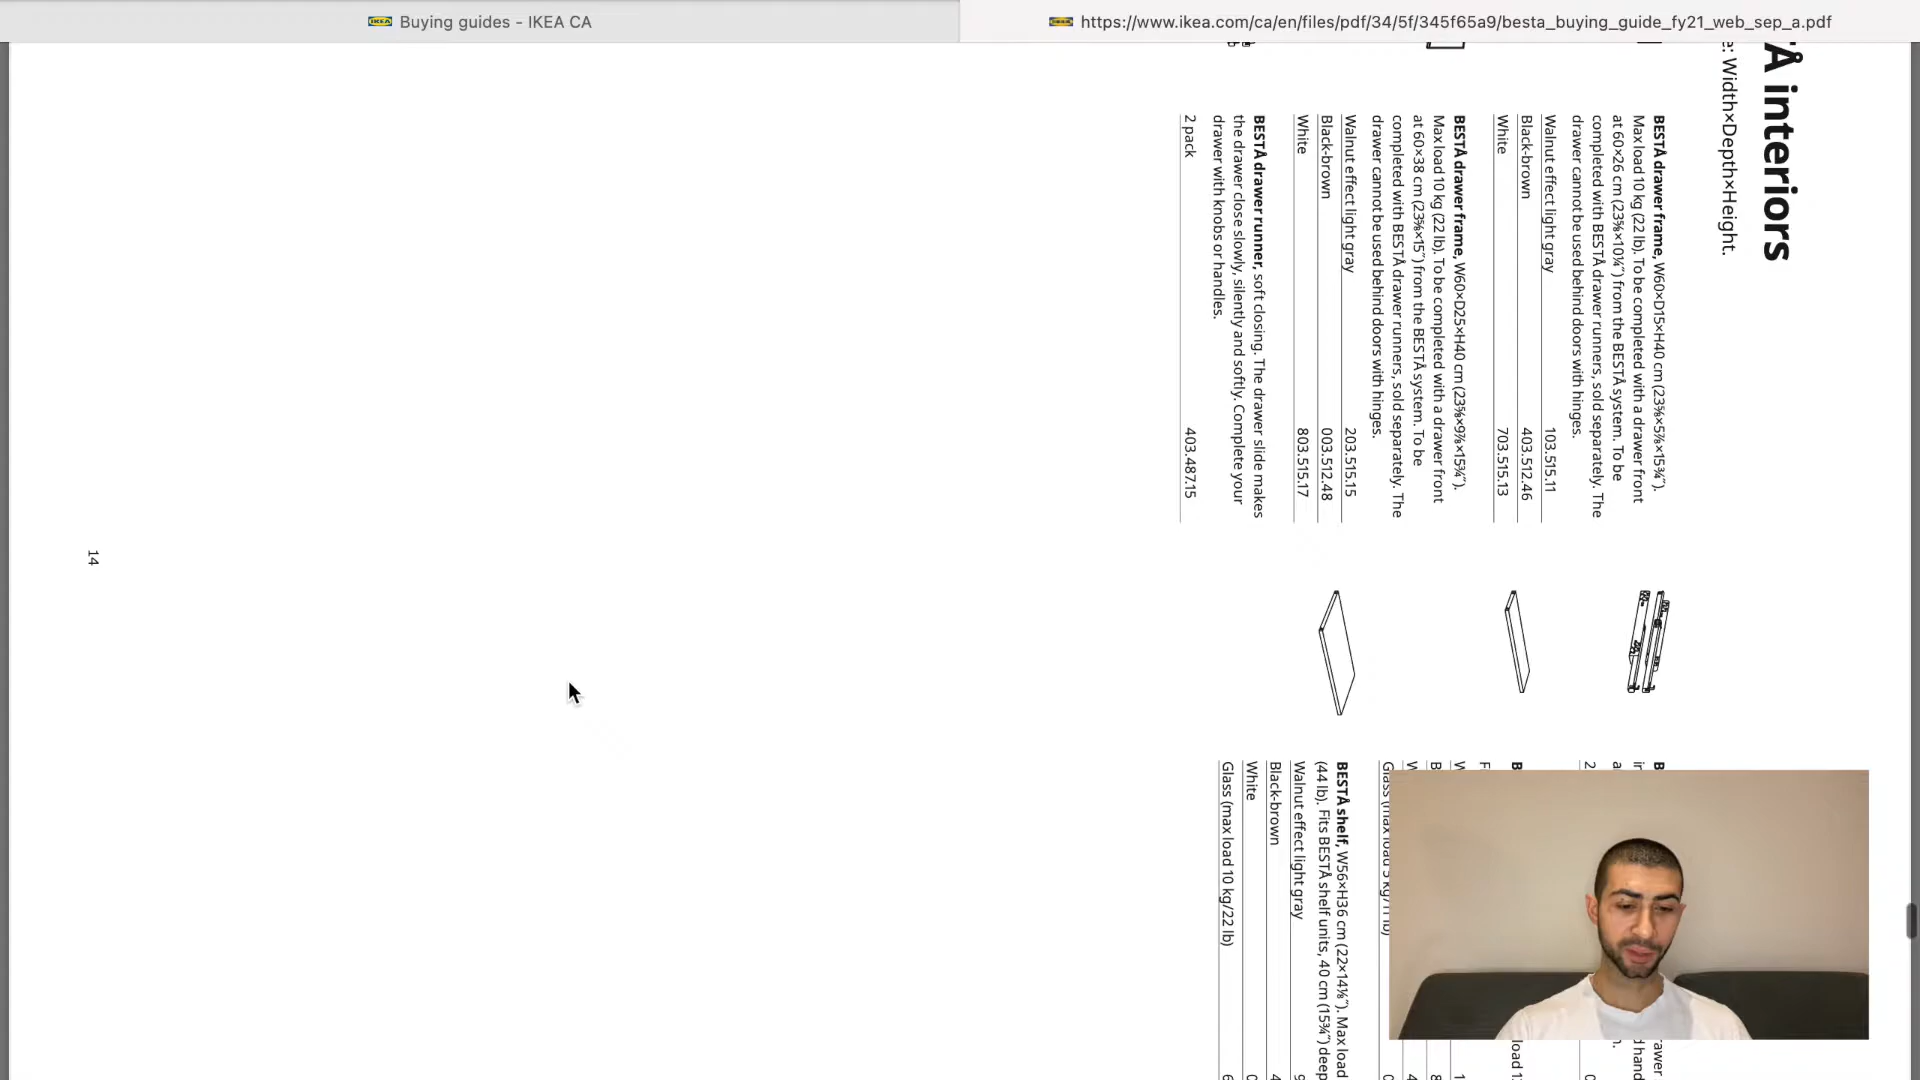 Buying guides - IKEA CA
https://www.ikea.com/ca/en/files/pdf/34/5f/345f65a9/besta_buying_guide_fy21_web_sep_a.pdf
Å interiors
e: Width×Depth×Height.
BESTÅ drawer frame, W60×D15×H40 cm (23⅝×5⅞×15¾″).
Max load 10 kg (22 lb). To be completed with a drawer front
at 60×26 cm (23⅝×10¼″) from the BESTÅ system. To be
completed with BESTÅ drawer runners, sold separately. The
drawer cannot be used behind doors with hinges.
Walnut effect light gray 103.515.11
Black-brown 403.512.46
White 703.515.13
BESTÅ drawer frame, W60×D25×H40 cm (23⅝×9⅞×15¾″).
Max load 10 kg (22 lb). To be completed with a drawer front
at 60×38 cm (23⅝×15″) from the BESTÅ system. To be
completed with BESTÅ drawer runners, sold separately. The
drawer cannot be used behind doors with hinges.
Walnut effect light gray 203.515.15
Black-brown 003.512.48
White 803.515.17
BESTÅ drawer runner, soft closing. The drawer slide makes
the drawer close slowly, silently and softly. Complete your
drawer with knobs or handles.
2 pack 403.487.15
BESTÅ shelf, W56×H36 cm (22×14⅛″). Max load
(44 lb). Fits BESTÅ shelf units, 40 cm (15¾″) deep
Walnut effect light gray 9
Black-brown 4
White 0
Glass (max load 10 kg/22 lb) 6
14